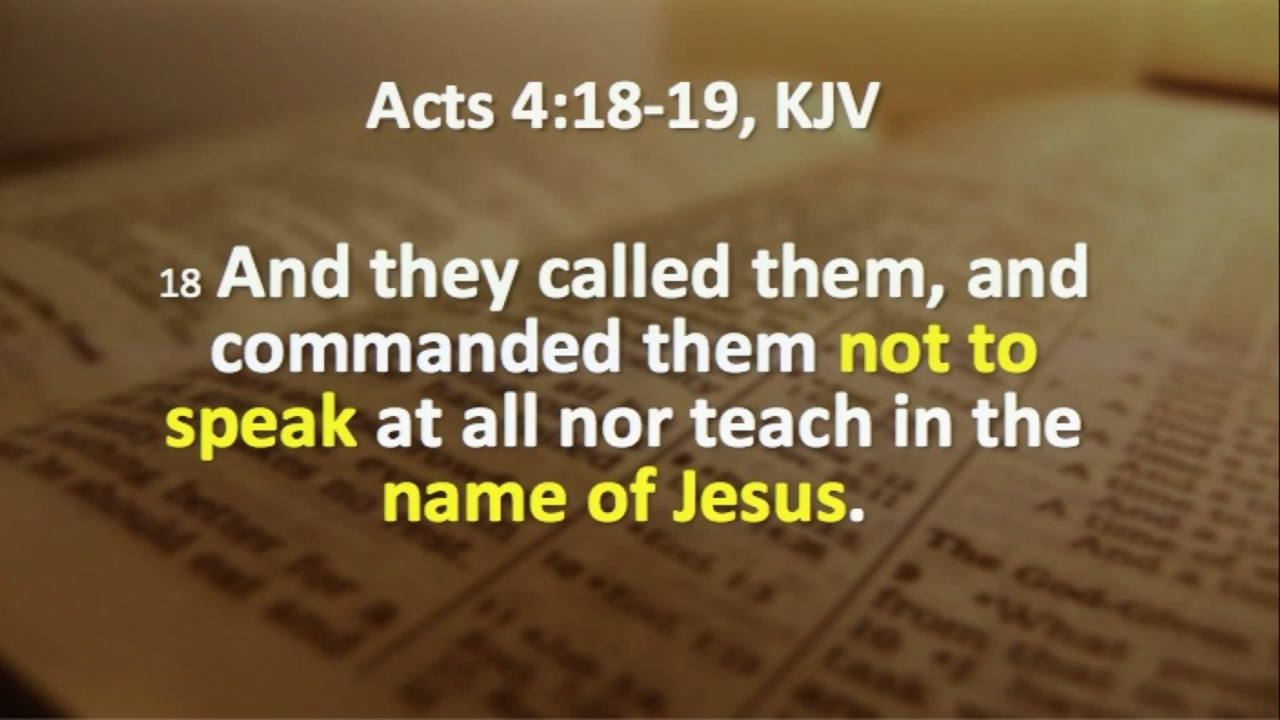 Acts 4:18-19, KJV
18 And they called them, and
commanded them not to
speak at all nor teach in the
name of Jesus.